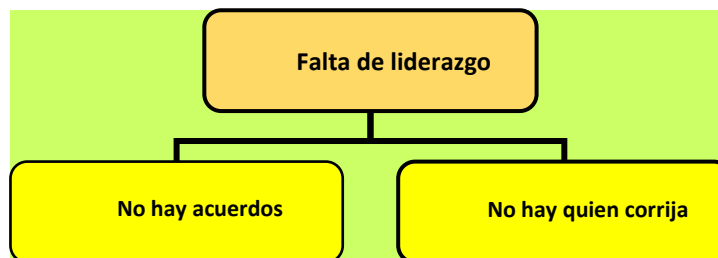 Falta de liderazgo
No hay acuerdos
No hay quien corrija